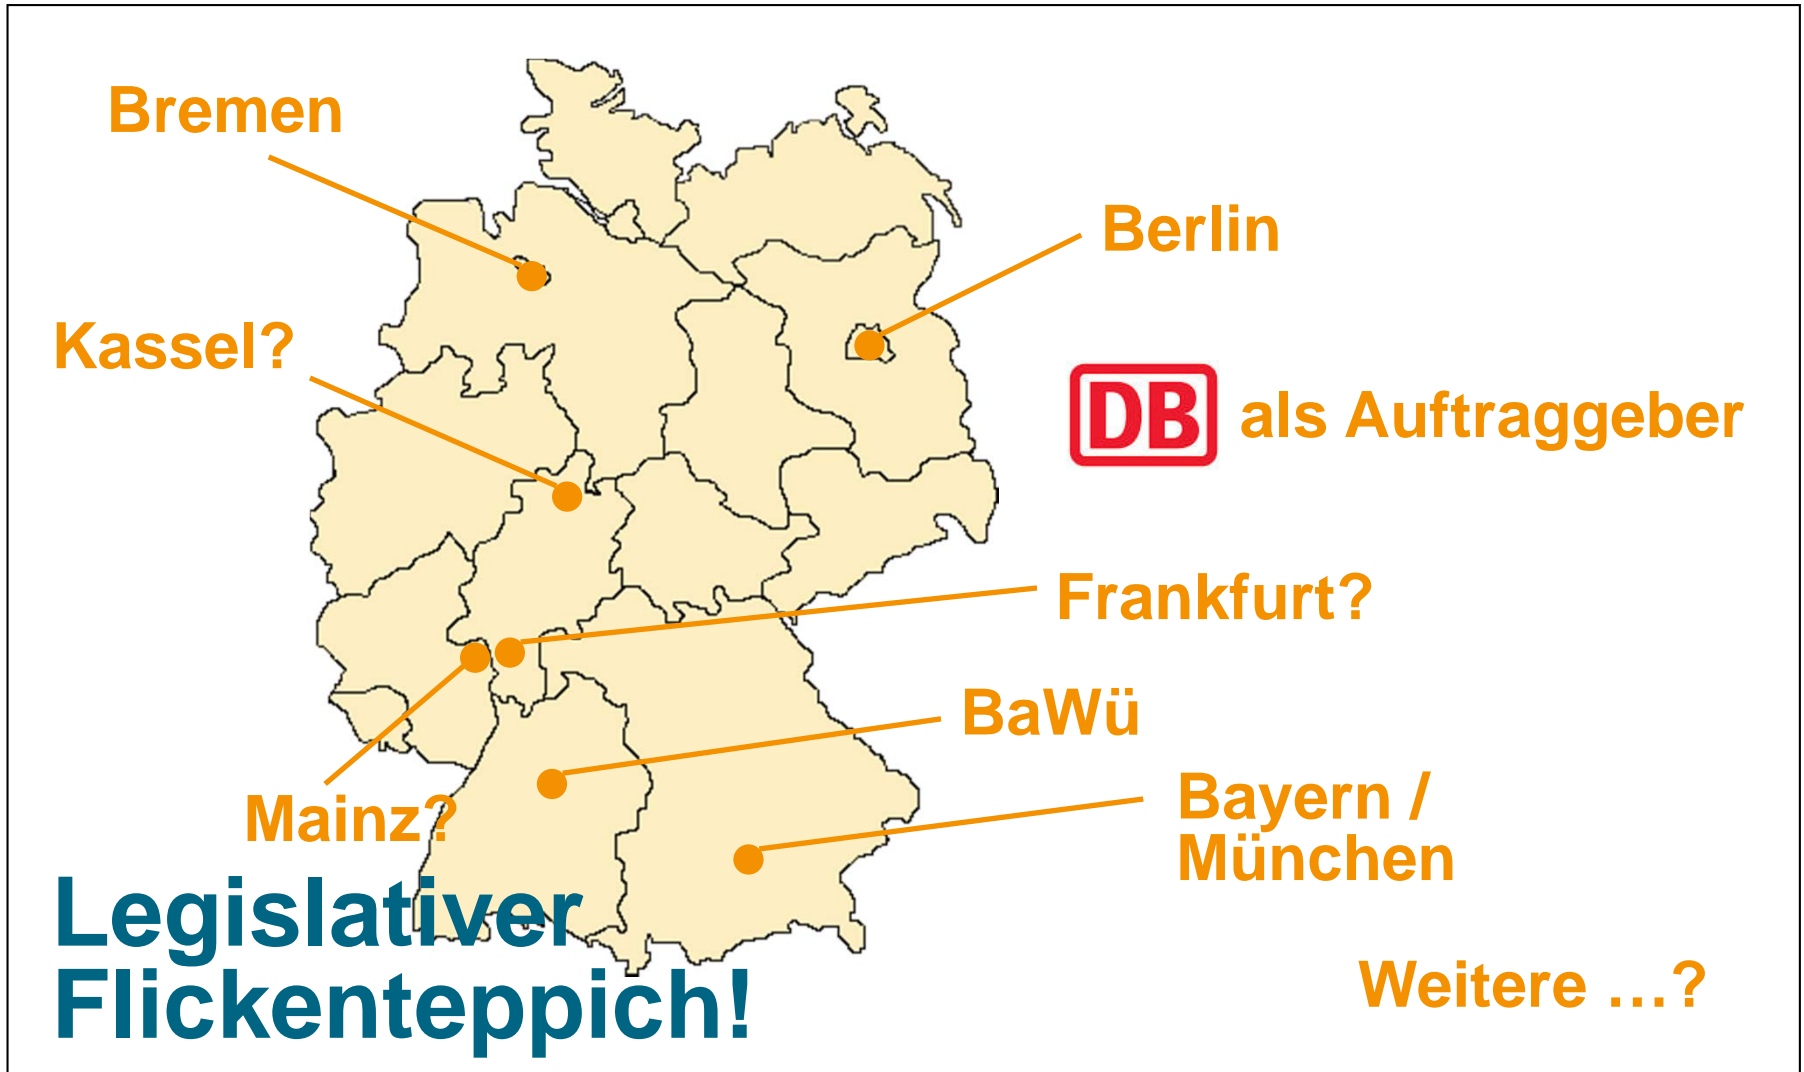 Bremen
Berlin
Kassel?
DB als Auftraggeber
Frankfurt?
BaWü
Bayern /
München
Mainz?
Legislativer
Flickenteppich!
Weitere …?